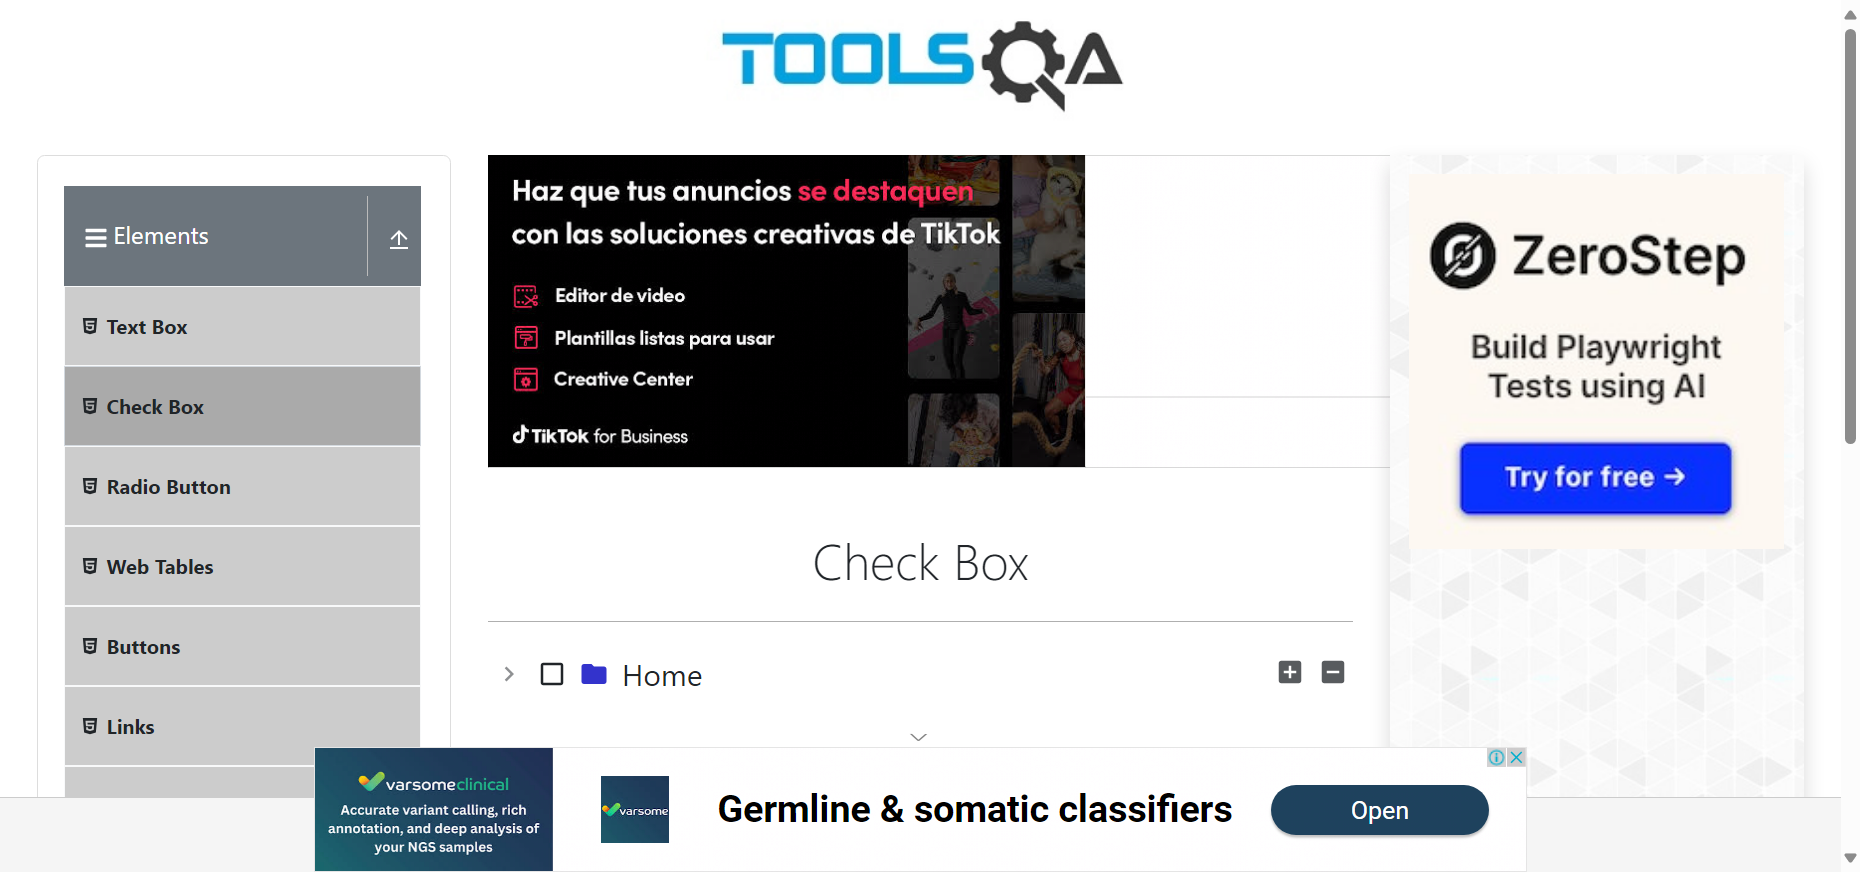 TOOLSQA
Elements
Text Box
Check Box
Radio Button
Web Tables
Buttons
Links
Haz que tus anuncios se destaquen
con las soluciones creativas de TikTok
Editor de video
Plantillas listas para usar
Creative Center
TikTok for Business
Check Box
Home
ZeroStep
Build Playwright
Tests using AI
Try for free →
varsomeclinical
Accurate variant calling, rich
annotation, and deep analysis of
your NGS samples
varsome
Germline & somatic classifiers
Open